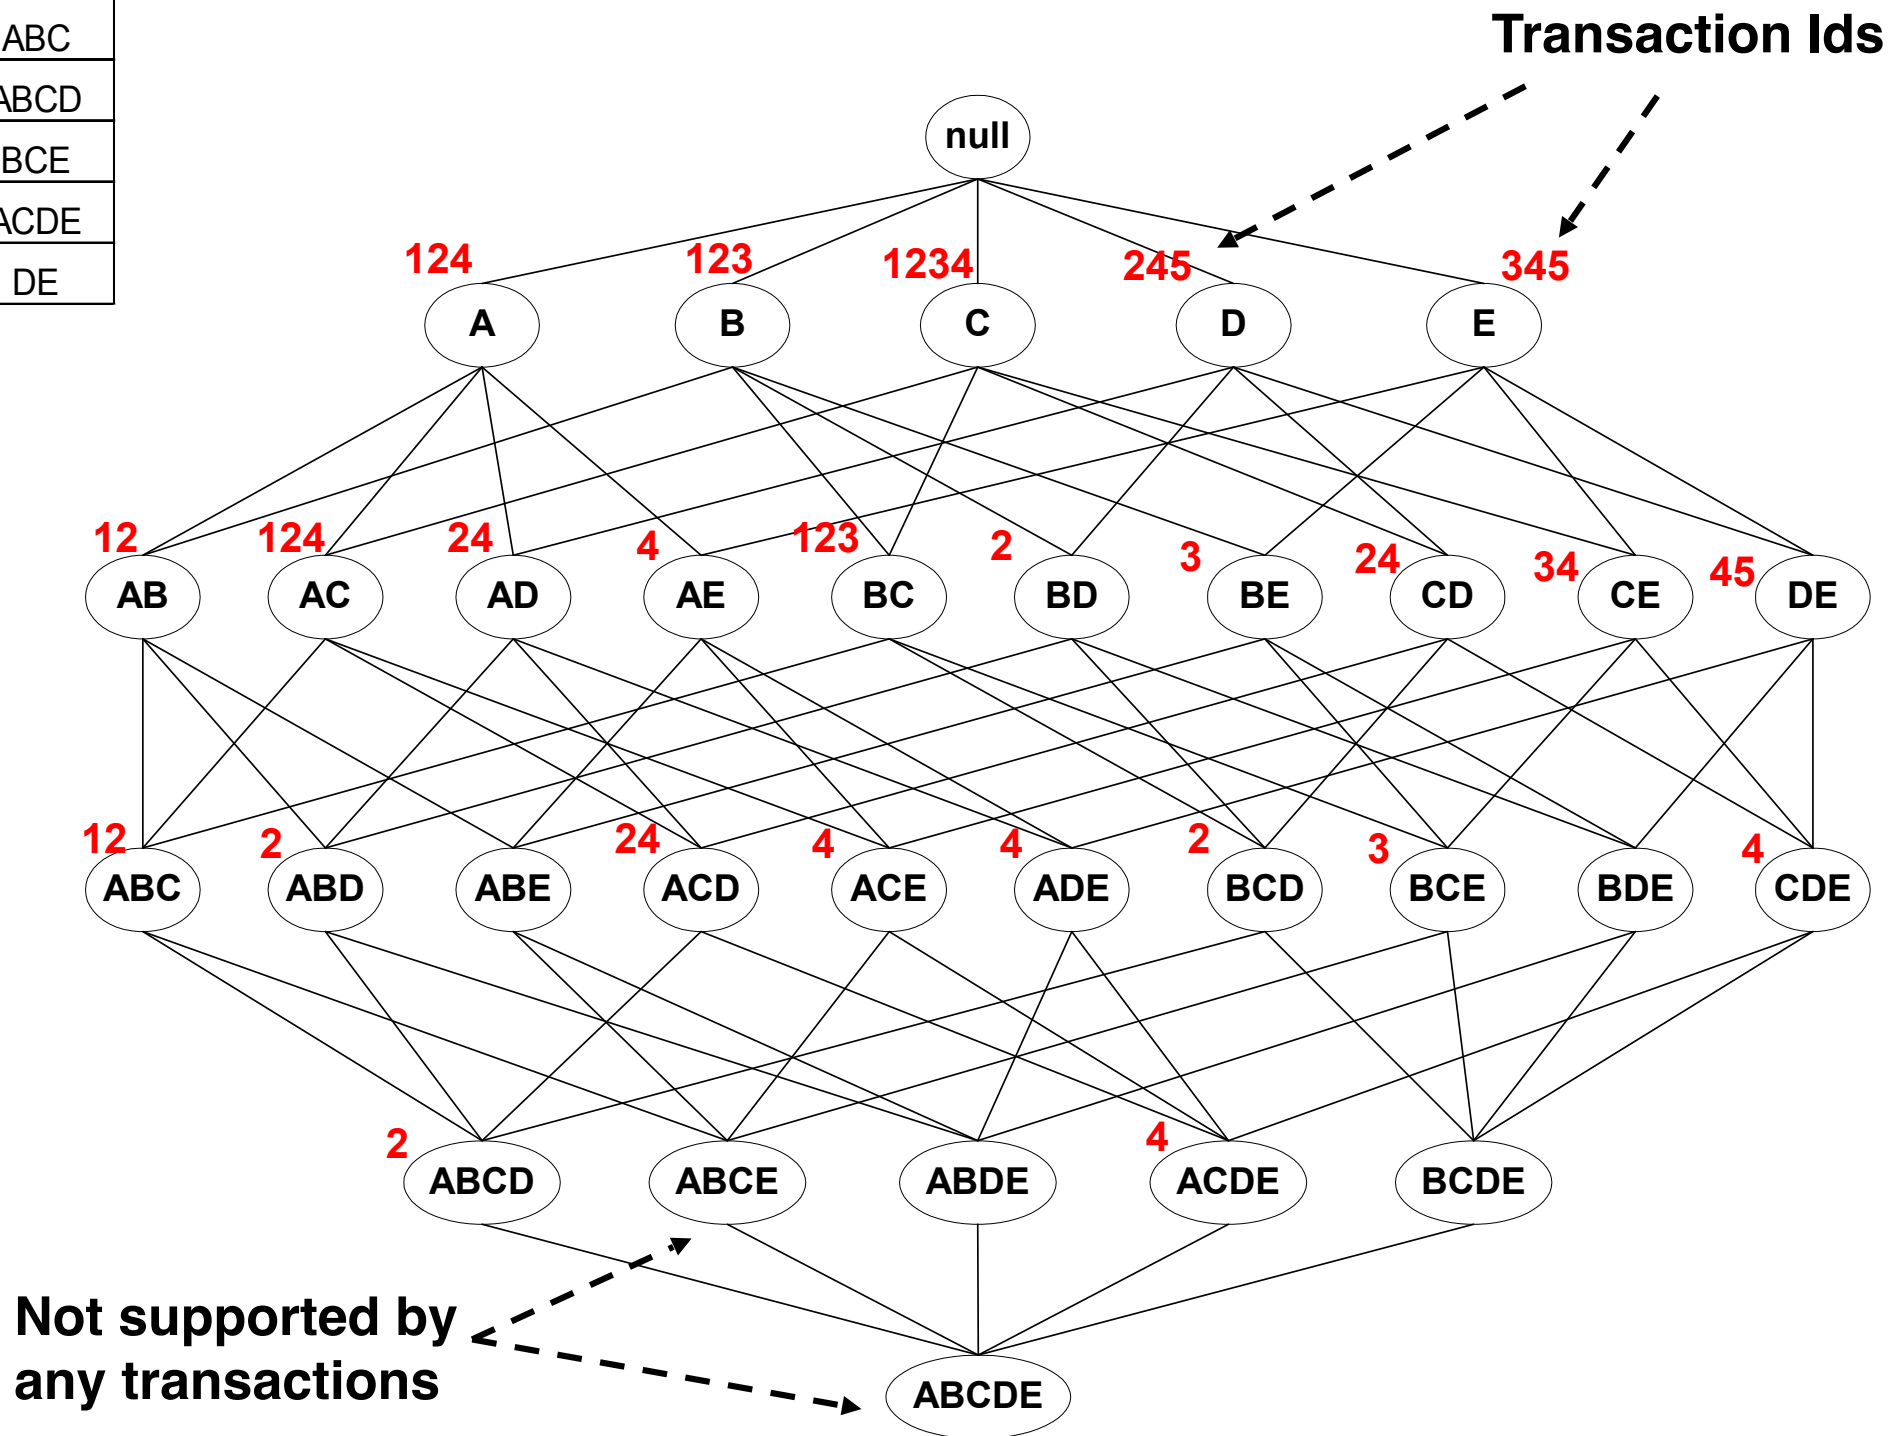 Transaction Ids
ABC
ABCD
BCE
ACDE
DE
null
124 123 1234 245 345
A B C D E
12 124 24 4 123 2 3 24 34 45
AB AC AD AE BC BD BE CD CE DE
12 2 24 4 4 2 3 4
ABC ABD ABE ACD ACE ADE BCD BCE BDE CDE
2 4
ABCD ABCE ABDE ACDE BCDE
Not supported by
any transactions
ABCDE